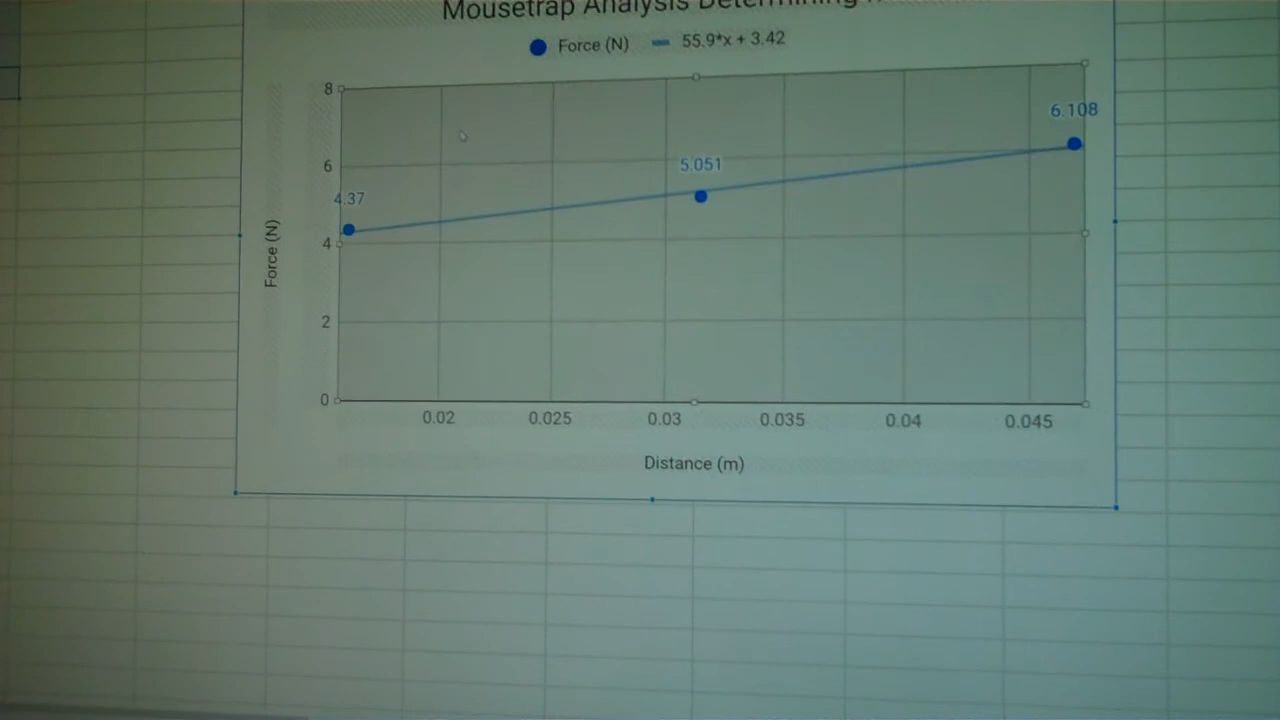 Mousetrap Analysis Determining
Force (N) 55.9*x + 3.42
8
6.108
6
5.051
4.37
4
Force (N)
2
0
0.02 0.025 0.03 0.035 0.04 0.045
Distance (m)